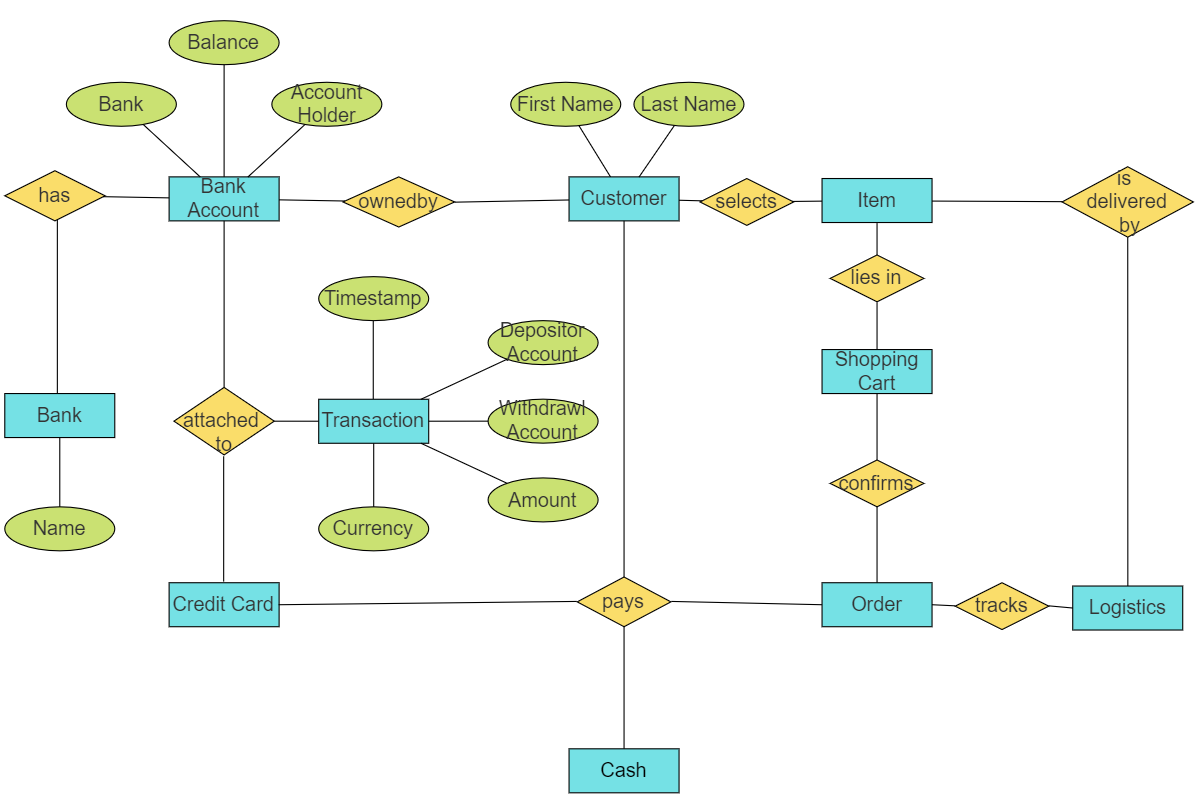 Balance
Bank
Account
Holder
First Name
Last Name
has
Bank
Account
ownedby
Customer
selects
Item
is
delivered
by
lies in
Timestamp
Depositor
Account
Shopping
Cart
Bank
attached
to
Transaction
Withdrawl
Account
confirms
Amount
Name
Currency
Credit Card
pays
Order
tracks
Logistics
Cash